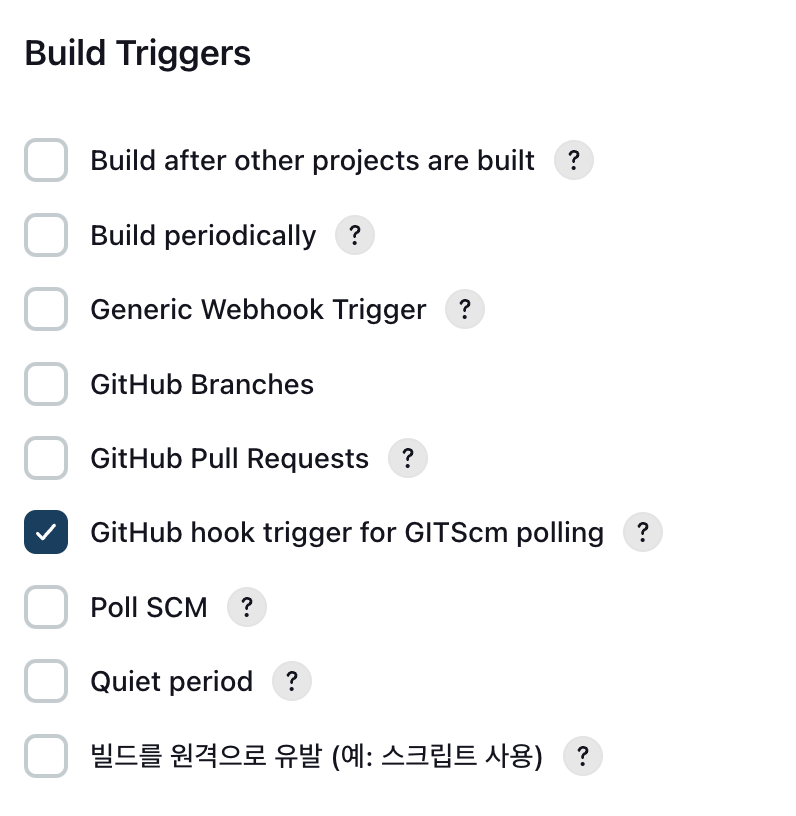 Build Triggers
Build after other projects are built ?
Build periodically ?
Generic Webhook Trigger ?
GitHub Branches
GitHub Pull Requests ?
GitHub hook trigger for GITScm polling ?
Poll SCM ?
Quiet period ?
빌드를 원격으로 유발 (예: 스크립트 사용) ?